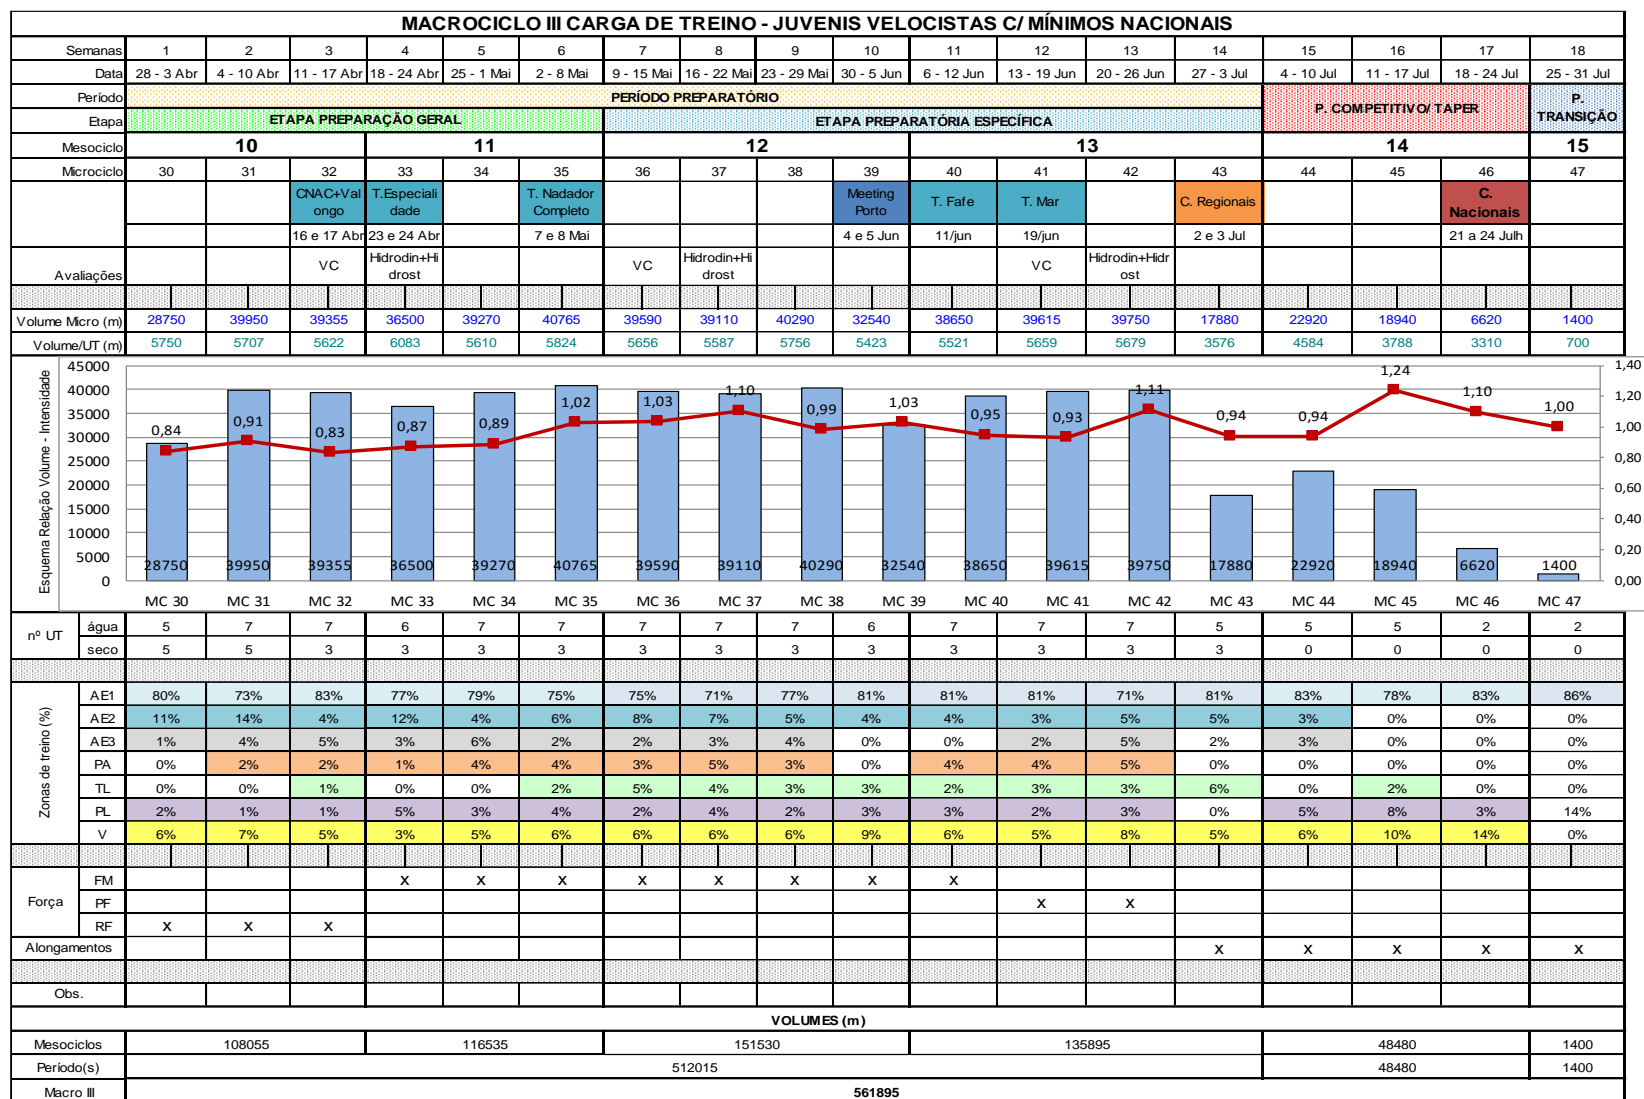 MACROCICLO III CARGA DE TREINO - JUVENIS VELOCISTAS C/ MÍNIMOS NACIONAIS
Semanas 1 2 3 4 5 6 7 8 9 10 11 12 13 14 15 16 17 18
Data 28 - 3 Abr 4 - 10 Abr 11 - 17 Abr 18 - 24 Abr 25 - 1 Mai 2 - 8 Mai 9 - 15 Mai 16 - 22 Mai 23 - 29 Mai 30 - 5 Jun 6 - 12 Jun 13 - 19 Jun 20 - 26 Jun 27 - 3 Jul 4 - 10 Jul 11 - 17 Jul 18 - 24 Jul 25 - 31 Jul
Período PERÍODO PREPARATÓRIO P. COMPETITIVO/ TAPER P. TRANSIÇÃO
Etapa ETAPA PREPARAÇÃO GERAL ETAPA PREPARATÓRIA ESPECÍFICA
Mesociclo 10 11 12 13 14 15
Microciclo 30 31 32 33 34 35 36 37 38 39 40 41 42 43 44 45 46 47
CNAC+Valongo T.Especialidade T. Nadador Completo Meeting Porto T. Fafe T. Mar C. Regionais C. Nacionais
16 e 17 Abr 23 e 24 Abr 7 e 8 Mai 4 e 5 Jun 11/jun 19/jun 2 e 3 Jul 21 a 24 Julh
Avaliações VC Hidrodin+Hidrost VC Hidrodin+Hidrost VC Hidrodin+Hidrost
Volume Micro (m) 28750 39950 39355 36500 39270 40765 39590 39110 40290 32540 38650 39615 39750 17880 22920 18940 6620 1400
Volume/UT (m) 5750 5707 5622 6083 5610 5824 5656 5587 5756 5423 5521 5659 5679 3576 4584 3788 3310 700
Esquema Relação Volume - Intensidade
45000
40000
35000
30000
25000
20000
15000
10000
5000
0
0,84 0,91 0,83 0,87 0,89 1,02 1,03 1,10 0,99 1,03 0,95 0,93 1,11 0,94 0,94 1,24 1,10 1,00
28750 39950 39355 36500 39270 40765 39590 39110 40290 32540 38650 39615 39750 17880 22920 18940 6620 1400
1,40
1,20
1,00
0,80
0,60
0,40
0,20
0,00
MC 30 MC 31 MC 32 MC 33 MC 34 MC 35 MC 36 MC 37 MC 38 MC 39 MC 40 MC 41 MC 42 MC 43 MC 44 MC 45 MC 46 MC 47
nº UT
água 5 7 7 6 7 7 7 7 7 6 7 7 7 5 5 5 2 2
seco 5 5 3 3 3 3 3 3 3 3 3 3 3 3 0 0 0 0
Zonas de treino (%)
AE1 80% 73% 83% 77% 79% 75% 75% 71% 77% 81% 81% 81% 71% 81% 83% 78% 83% 86%
AE2 11% 14% 4% 12% 4% 6% 8% 7% 5% 4% 4% 3% 5% 5% 3% 0% 0% 0%
AE3 1% 4% 5% 3% 6% 2% 2% 3% 4% 0% 0% 2% 5% 2% 3% 0% 0% 0%
PA 0% 2% 2% 1% 4% 4% 3% 5% 3% 0% 4% 4% 5% 0% 0% 0% 0% 0%
TL 0% 0% 1% 0% 0% 2% 5% 4% 3% 3% 2% 3% 3% 6% 0% 2% 0% 0%
PL 2% 1% 1% 5% 3% 4% 2% 4% 2% 3% 3% 2% 3% 0% 5% 8% 3% 14%
V 6% 7% 5% 3% 5% 6% 6% 6% 6% 9% 6% 5% 8% 5% 6% 10% 14% 0%
Força
FM x x x x x x x x
PF x x
RF x x x
Alongamentos x x x x x
Obs.
VOLUMES (m)
Mesociclos 108055 116535 151530 135895 48480 1400
Período(s) 512015 48480 1400
Macro III 561895